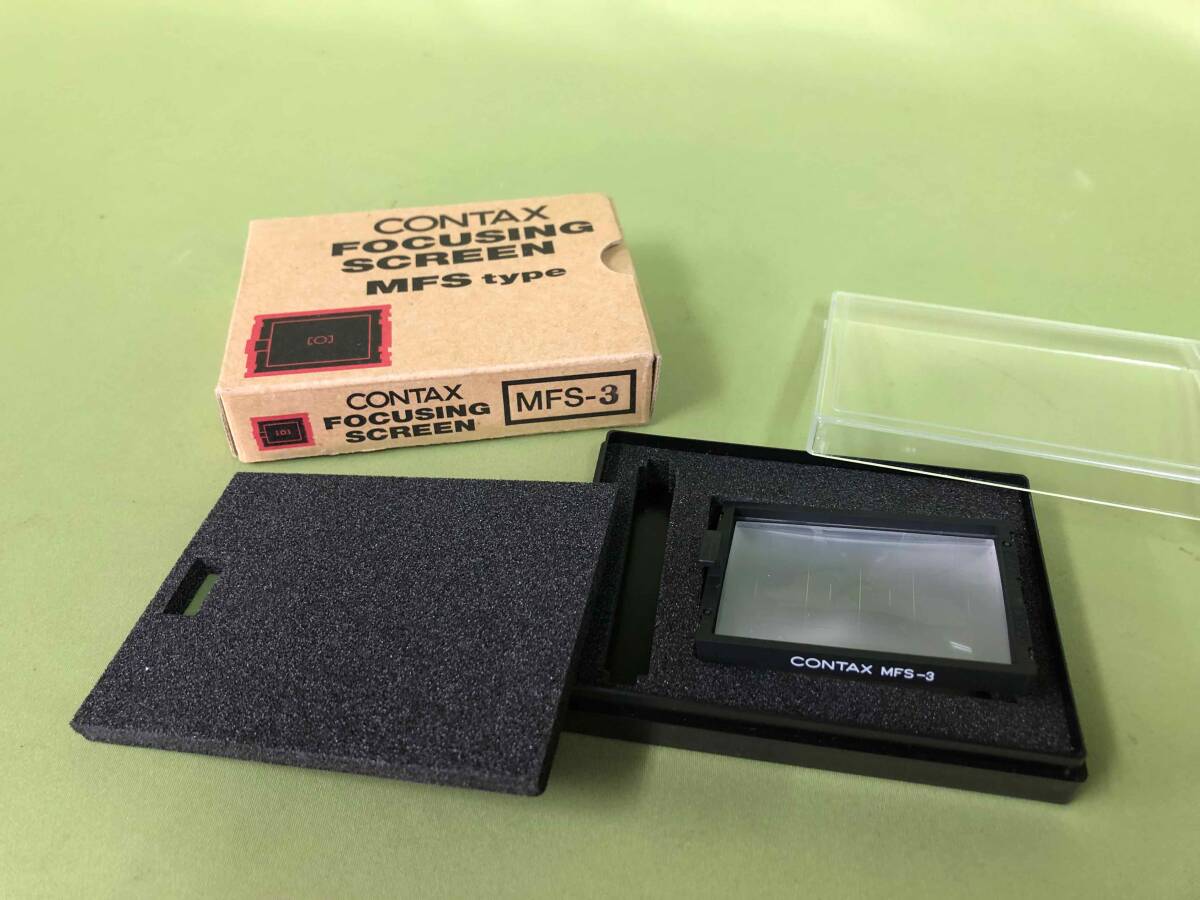 CONTAX
FOCUSING
SCREEN
MFS type
CONTAX
FOCUSING
SCREEN
MFS-3
CONTAX MFS-3